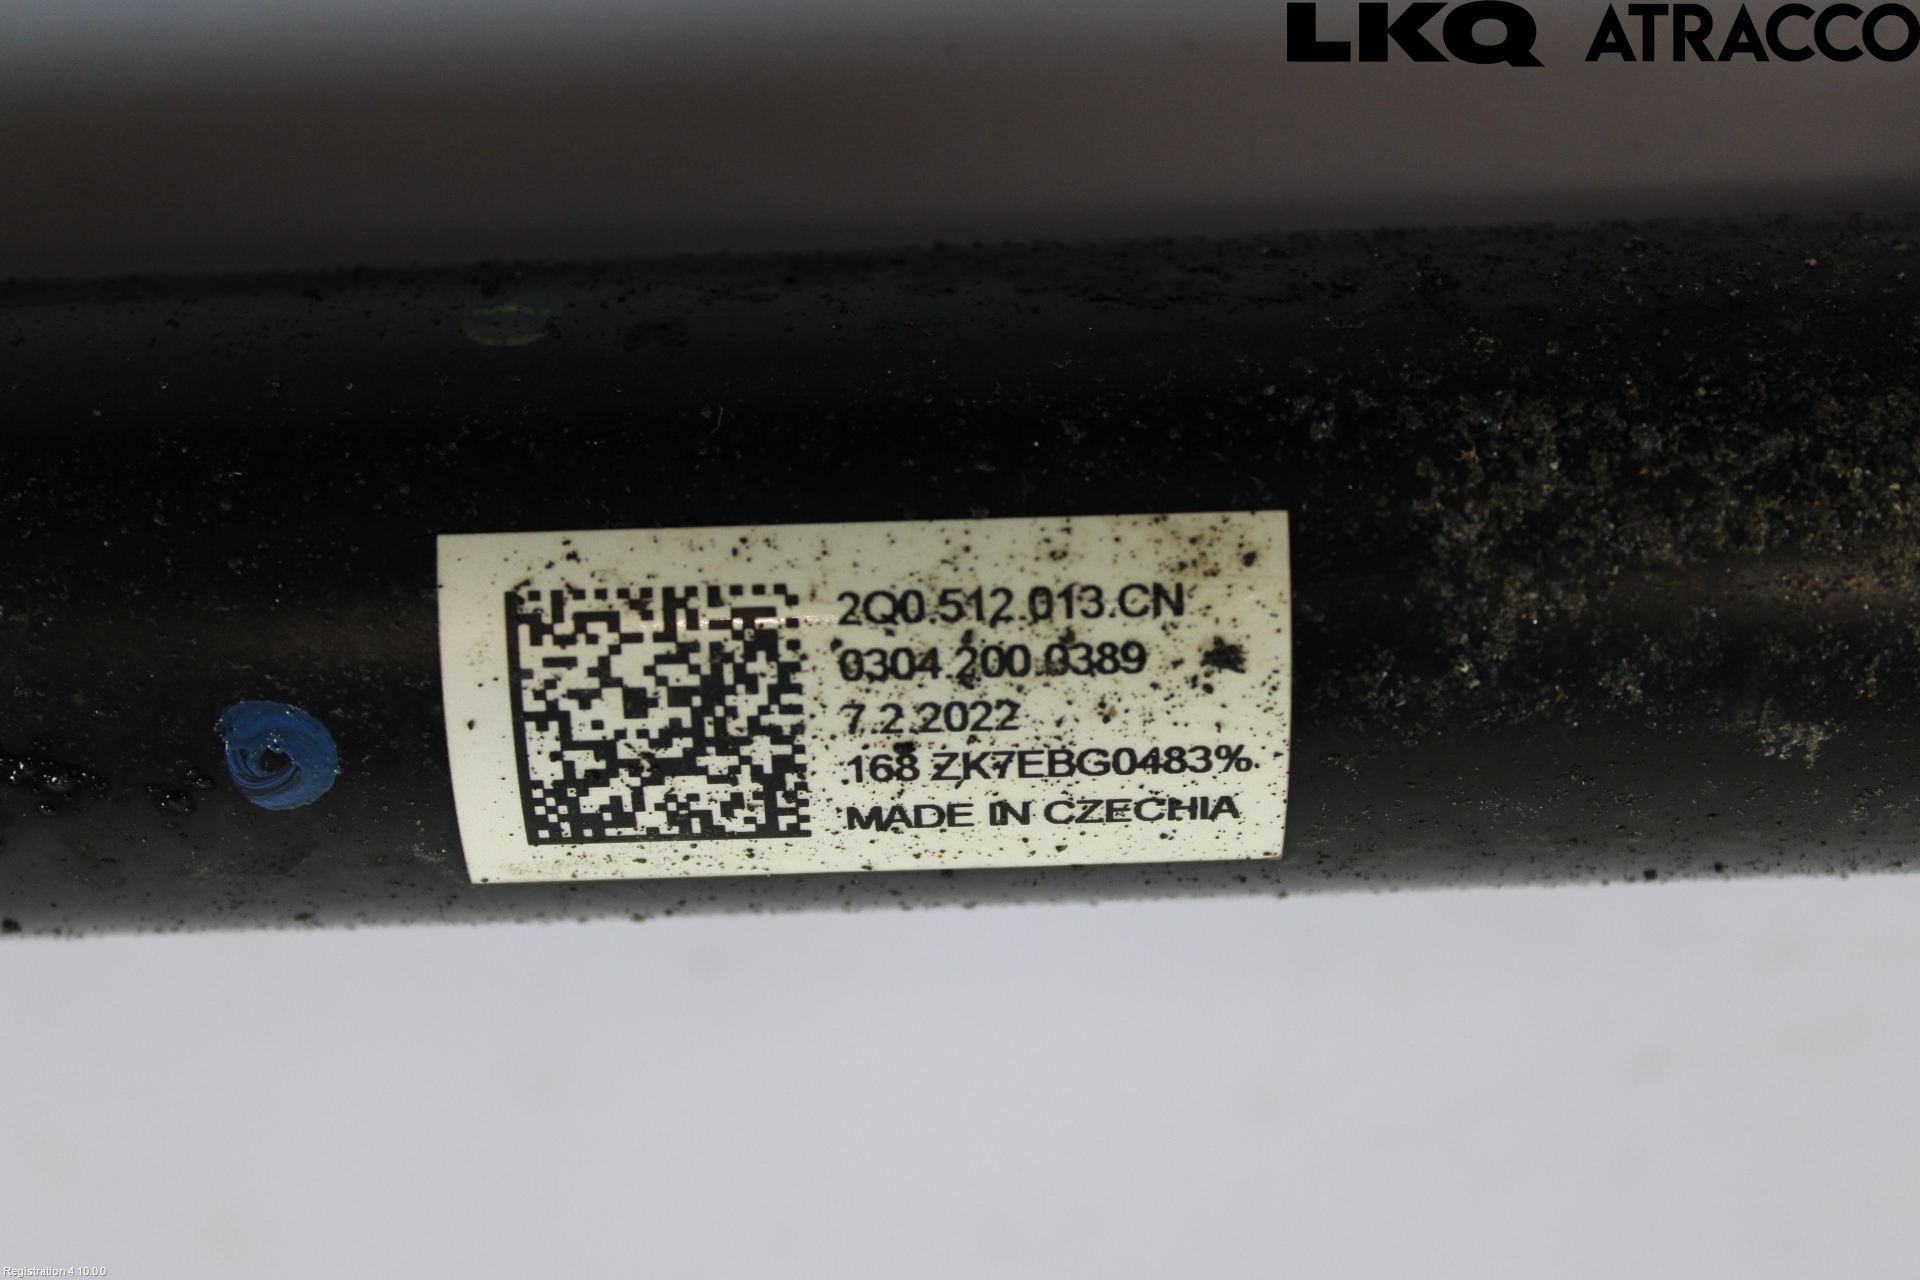 LKQ ATRACCO
2Q0.512.013.CN
0304 200 0389
7.2.2022
168 ZK7EBG0483%
MADE IN CZECHIA
Registration 4.10.0.0